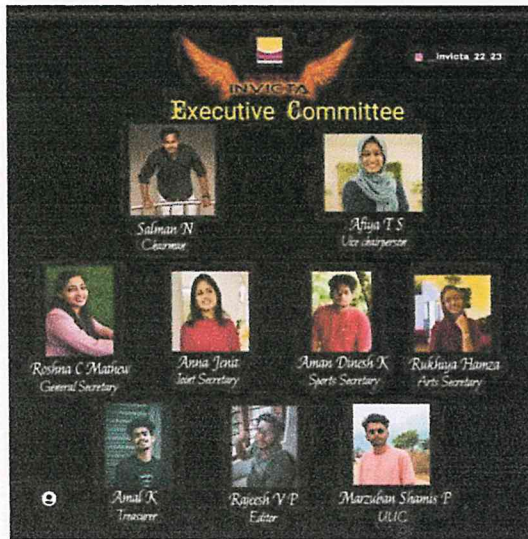 _invicta_22_23
INVICTA
Executive Committee
Salman N
Chairman
Afiya T S
Vice chairperson
Roshna C Mathew
General Secretary
Anna Jenit
Joint Secretary
Aman Dinesh K
Sports Secretary
Rukhiya Hamza
Arts Secretary
Amal K
Treasurer
Rajeesh V P
Editor
Marzuban Shamis P
UUC